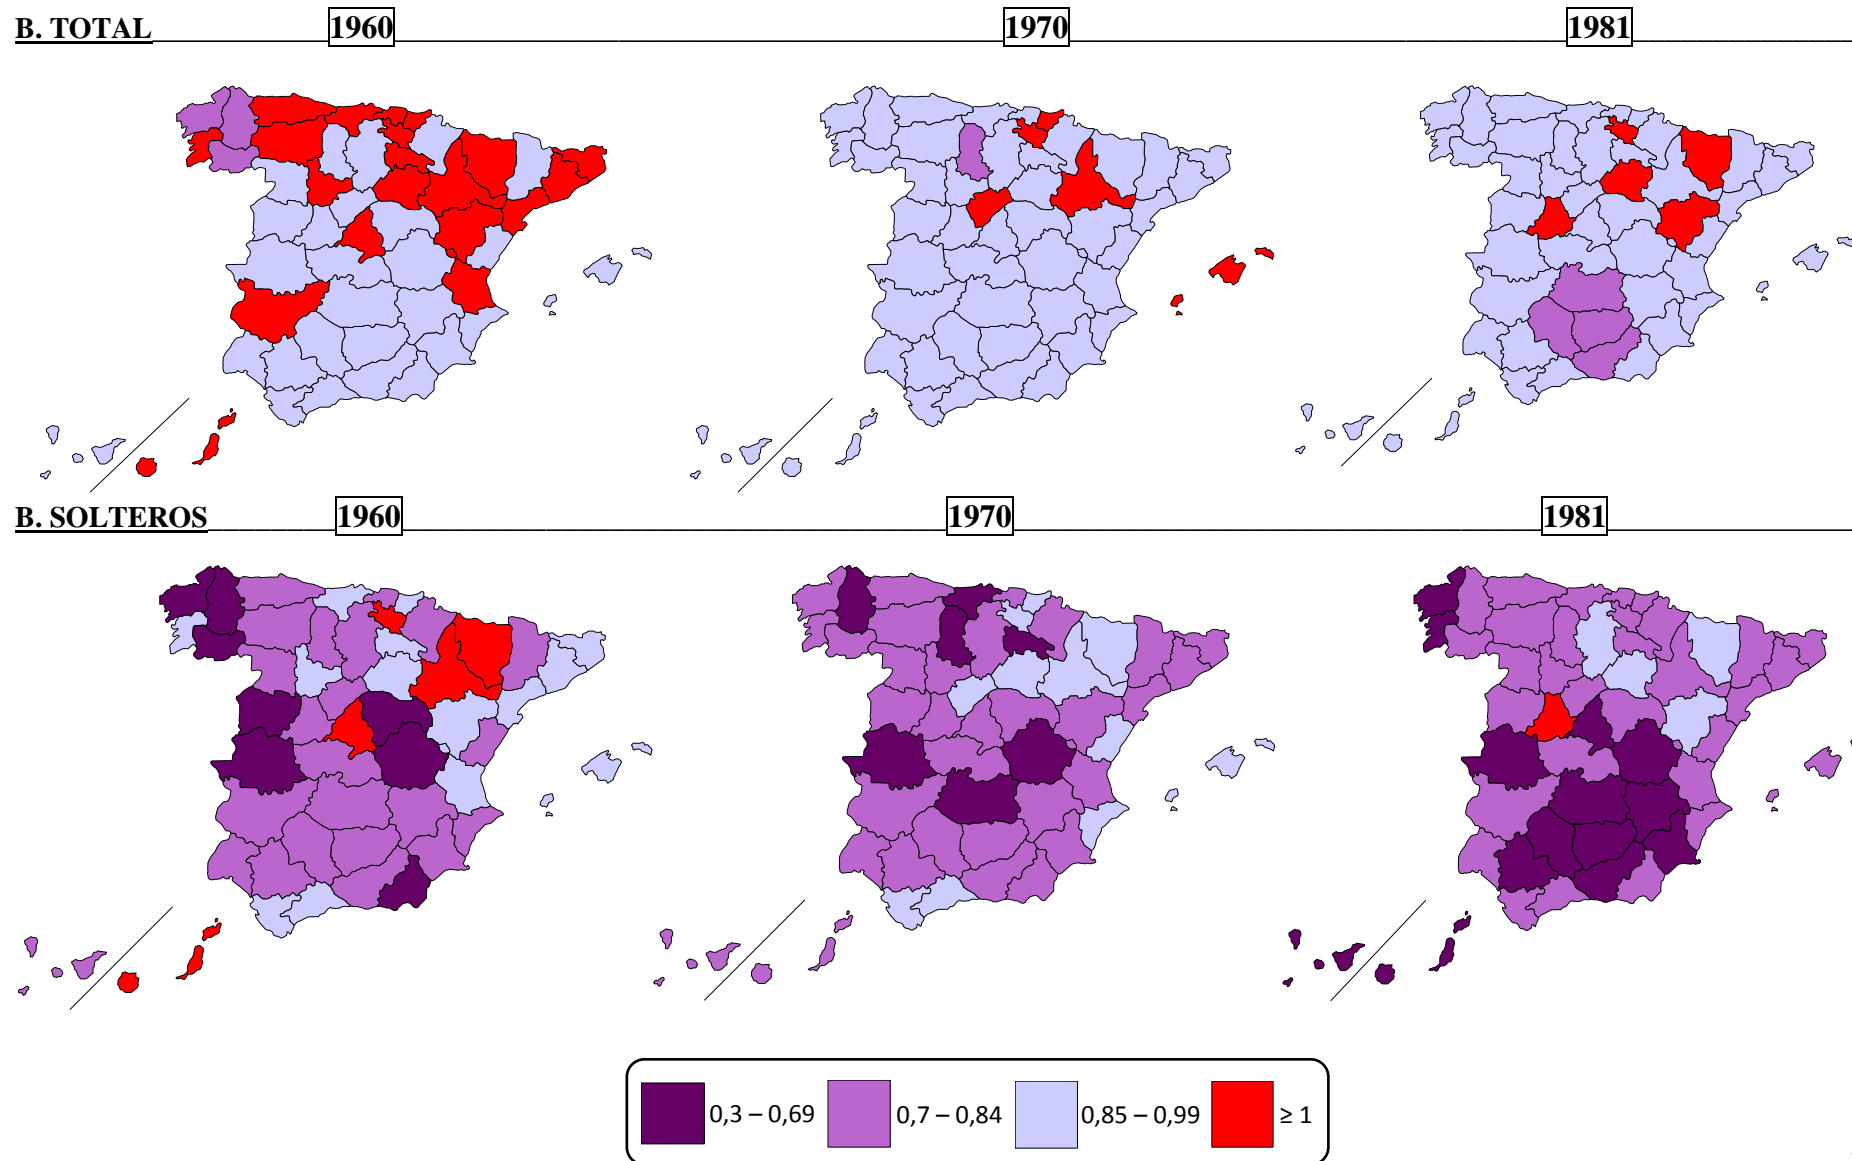 B. TOTAL 1960 1970 1981
B. SOLTEROS 1960 1970 1981
0,3 – 0,69 0,7 – 0,84 0,85 – 0,99 ≥ 1